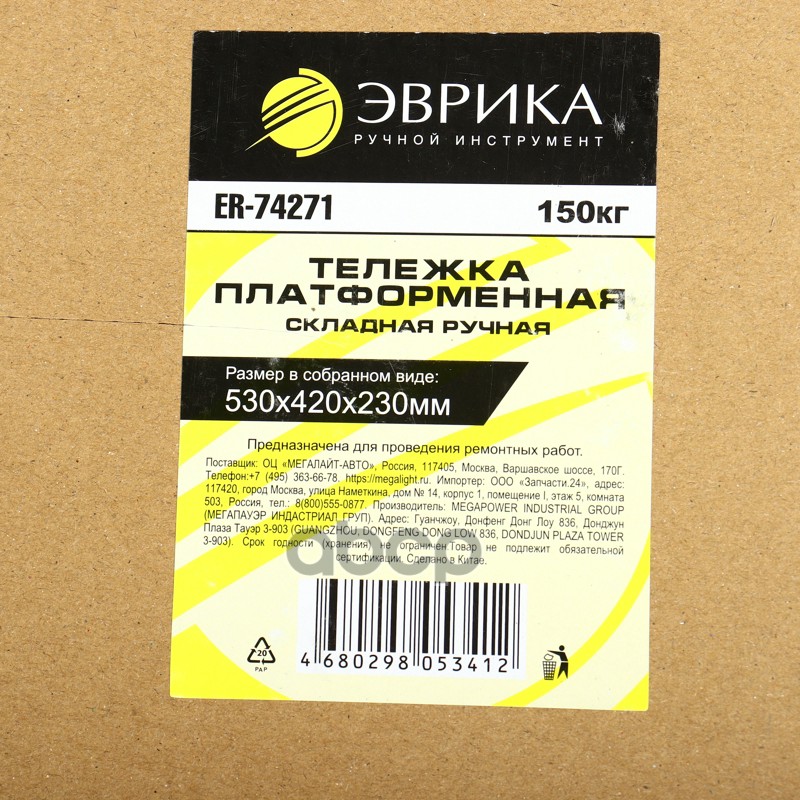 ЭВРИКА
РУЧНОЙ ИНСТРУМЕНТ
ER-74271 150кг
ТЕЛЕЖКА
ПЛАТФОРМЕННАЯ
СКЛАДНАЯ РУЧНАЯ
Размер в собранном виде:
530х420х230мм
Предназначена для проведения ремонтных работ.
Поставщик: ОЦ «МЕГАЛАЙТ-АВТО», Россия, 117405, Москва, Варшавское шоссе, 170Г.
Телефон:+7 (495) 363-66-78. https://megalight.ru. Импортер: ООО «Запчасти.24», адрес:
117420, город Москва, улица Наметкина, дом № 14, корпус 1, помещение I, этаж 5, комната
503, Россия, тел.: 8(800)555-0877. Производитель: MEGAPOWER INDUSTRIAL GROUP
(МЕГАПАУЭР ИНДАСТРИАЛ ГРУП). Адрес: Гуанчжоу, Донфенг Донг Лоу 836, Донджун
Плаза Тауэр 3-903 (GUANGZHOU, DONGFENG DONGLOW 836, DONDJUN PLAZA TOWER
3-903). Срок годности (хранения) не ограничен.Товар не подлежит обязательной
сертификации. Сделано в Китае.
abcp
20
PAP
4 680298 053412